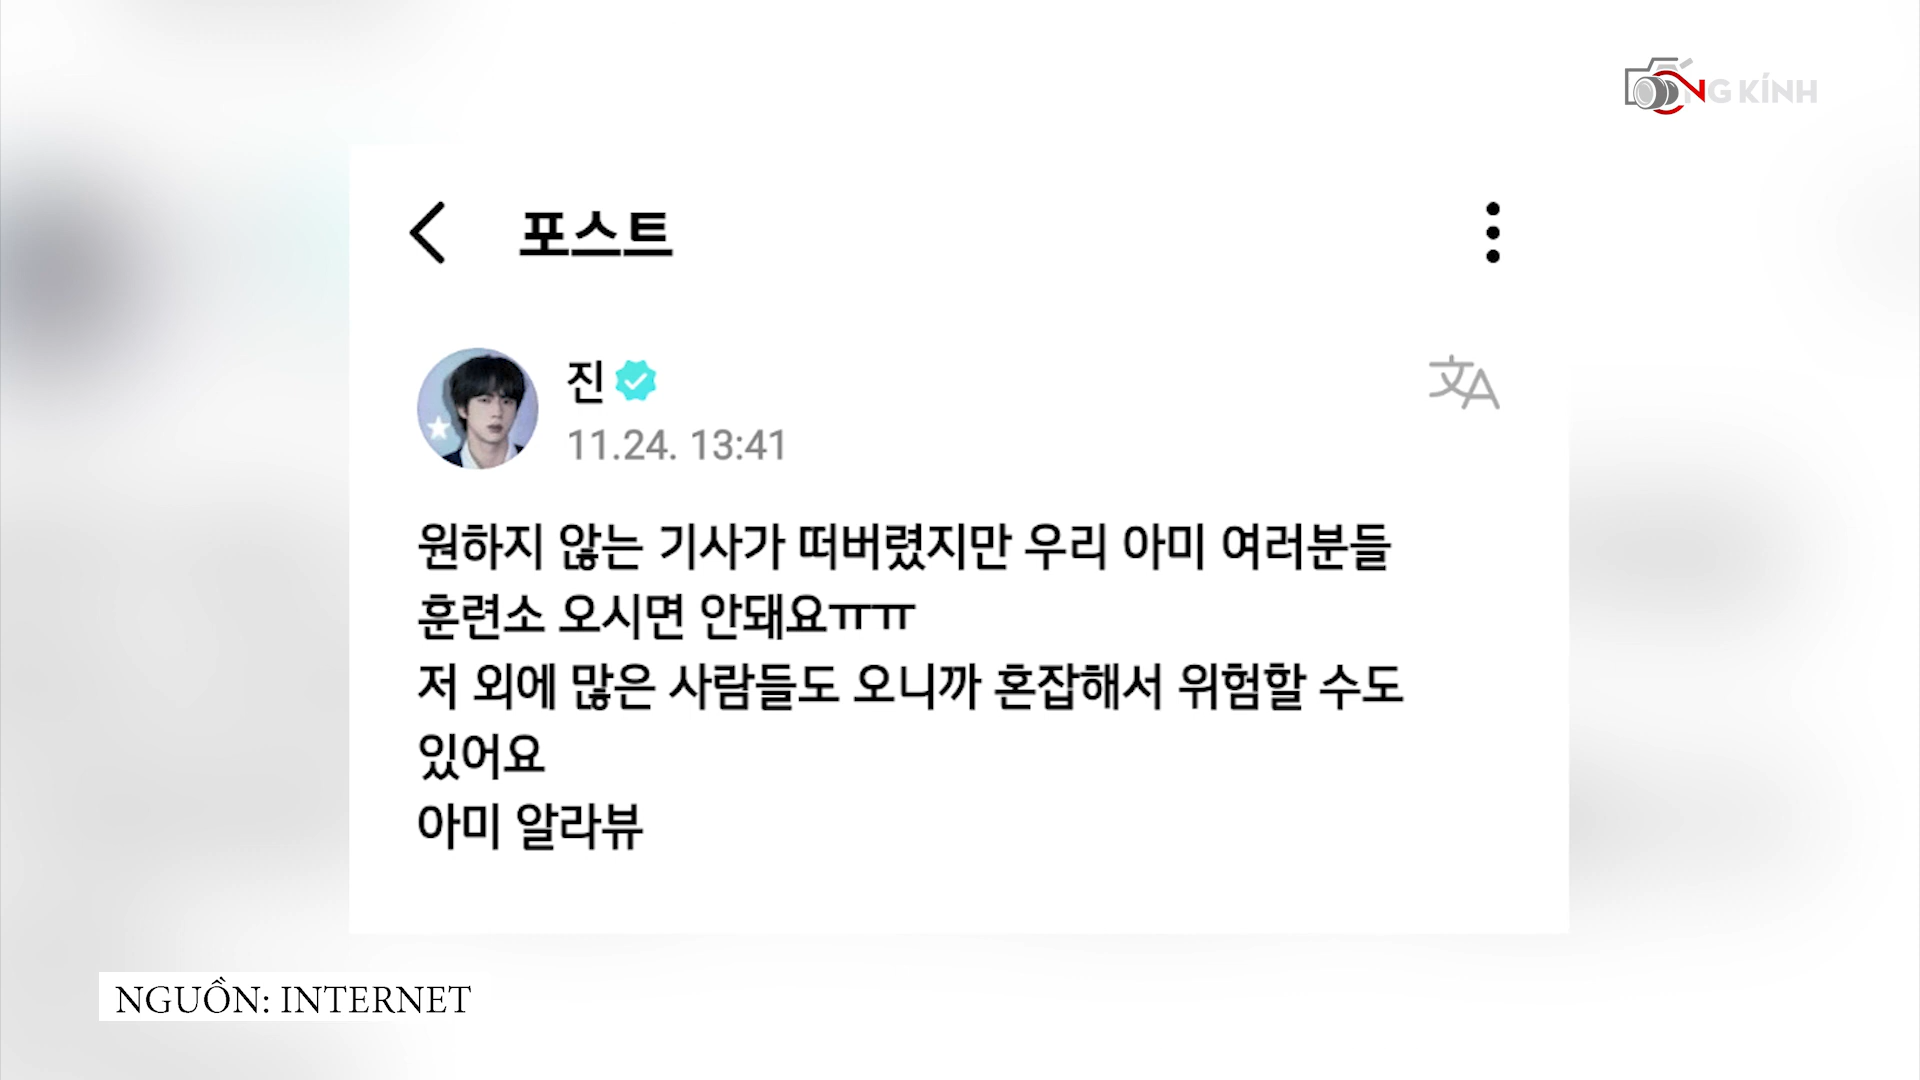 ỐNG KÍNH
포스트
진
11.24. 13:41
文A
원하지 않는 기사가 떠버렸지만 우리 아미 여러분들
훈련소 오시면 안돼요ㅠㅠ
저 외에 많은 사람들도 오니까 혼잡해서 위험할 수도
있어요
아미 알라뷰
NGUỒN: INTERNET